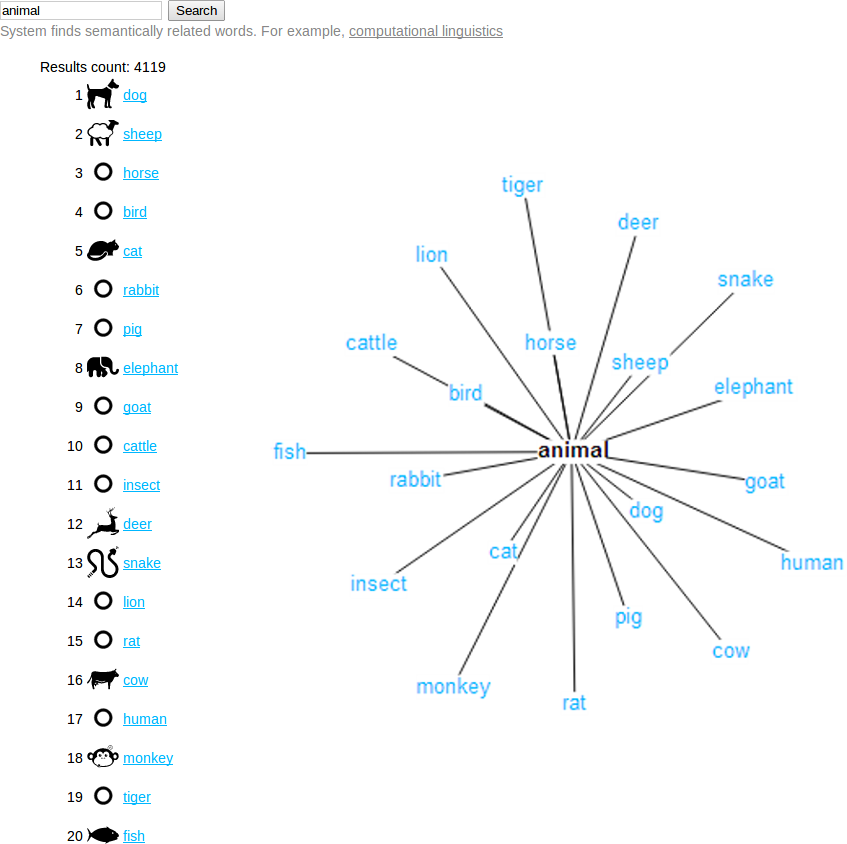 animal Search
System finds semantically related words. For example, computational linguistics
Results count: 4119
1 dog
2 sheep
3 horse
4 bird
5 cat
6 rabbit
7 pig
8 elephant
9 goat
10 cattle
11 insect
12 deer
13 snake
14 lion
15 rat
16 cow
17 human
18 monkey
19 tiger
20 fish
tiger
deer
lion
snake
cattle
horse
sheep
elephant
bird
fish
animal
rabbit
goat
dog
cat
human
insect
pig
cow
monkey
rat